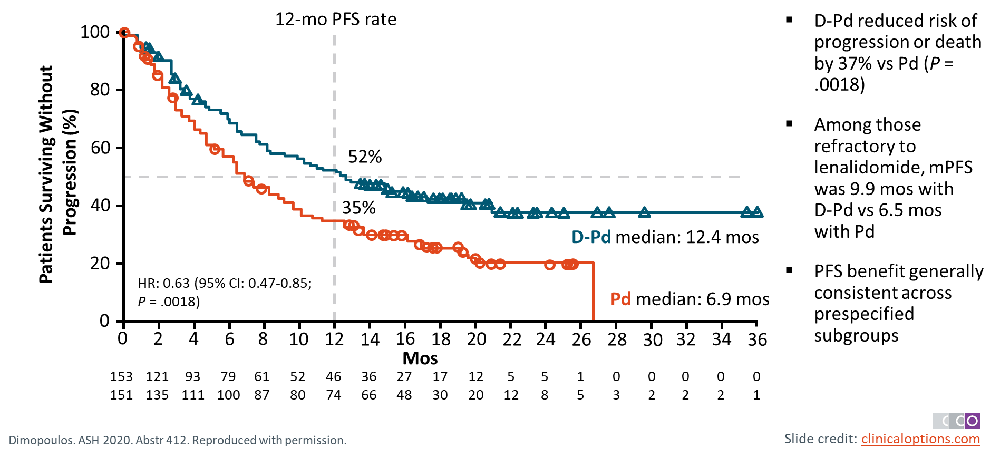 12-mo PFS rate
100
80
60
40
20
0
Patients Surviving Without
Progression (%)
52%
35%
D-Pd median: 12.4 mos
HR: 0.63 (95% CI: 0.47-0.85;
P = .0018)
Pd median: 6.9 mos
0 2 4 6 8 10 12 14 16 18 20 22 24 26 28 30 32 34 36
Mos
153 121 93 79 61 52 46 36 27 17 12 5 5 1 0 0 0 0 0
151 135 111 100 87 80 74 66 48 30 20 12 8 5 3 2 2 2 1
▪ D-Pd reduced risk of
progression or death
by 37% vs Pd (P =
.0018)
▪ Among those
refractory to
lenalidomide, mPFS
was 9.9 mos with
D-Pd vs 6.5 mos
with Pd
▪ PFS benefit generally
consistent across
prespecified
subgroups
Dimopoulos. ASH 2020. Abstr 412. Reproduced with permission.
Slide credit: clinicaloptions.com